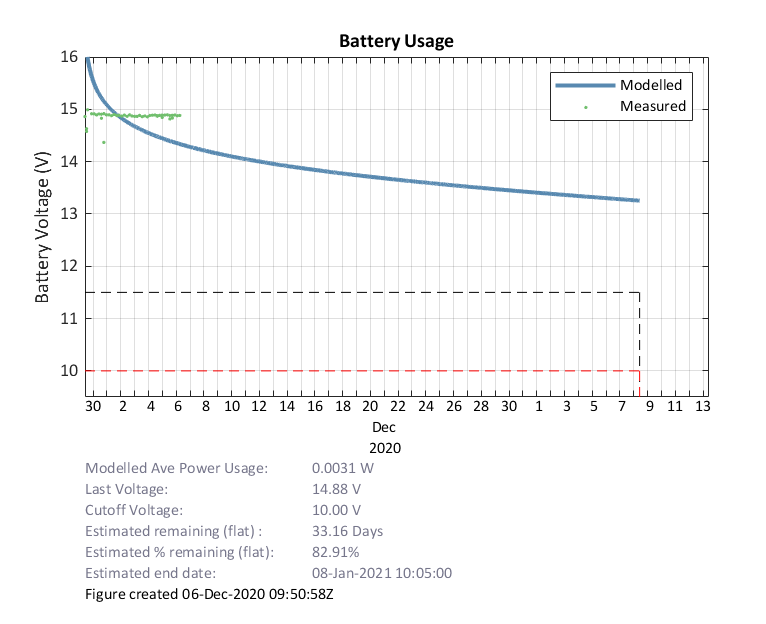 Battery Usage
16
15
14
13
12
11
10
Battery Voltage (V)
Modelled
Measured
30 2 4 6 8 10 12 14 16 18 20 22 24 26 28 30 1 3 5 7 9 11 13
Dec
2020
Modelled Ave Power Usage: 0.0031 W
Last Voltage: 14.88 V
Cutoff Voltage: 10.00 V
Estimated remaining (flat) : 33.16 Days
Estimated % remaining (flat): 82.91%
Estimated end date: 08-Jan-2021 10:05:00
Figure created 06-Dec-2020 09:50:58Z